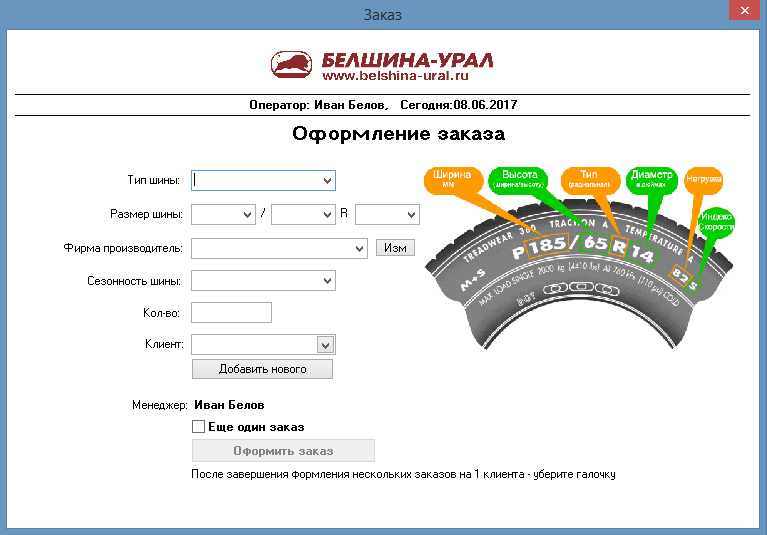 Заказ
БЕЛШИНА-УРАЛ
www.belshina-ural.ru
Оператор: Иван Белов, Сегодня:08.06.2017
Оформление заказа
Тип шины:
Размер шины: / R
Фирма производитель: Изм
Сезонность шины:
Кол-во:
Клиент:
Добавить нового
Менеджер: Иван Белов
Еще один заказ
Оформить заказ
После завершения формления нескольких заказов на 1 клиента - уберите галочку
Ширина
ММ
Высота
(ширина/высоту)
Тип
(радиальная)
Диаметр
в дюймах
Нагрузка
Индекс
Скорости
TREADWEAR 360 TRACTION A TEMPERATURE A
M+S P 185/65 R 14 82 S
MAX LOAD SINGLE 2000 kg (4410 lbs) AT 760 kPa (110 psi) COLD